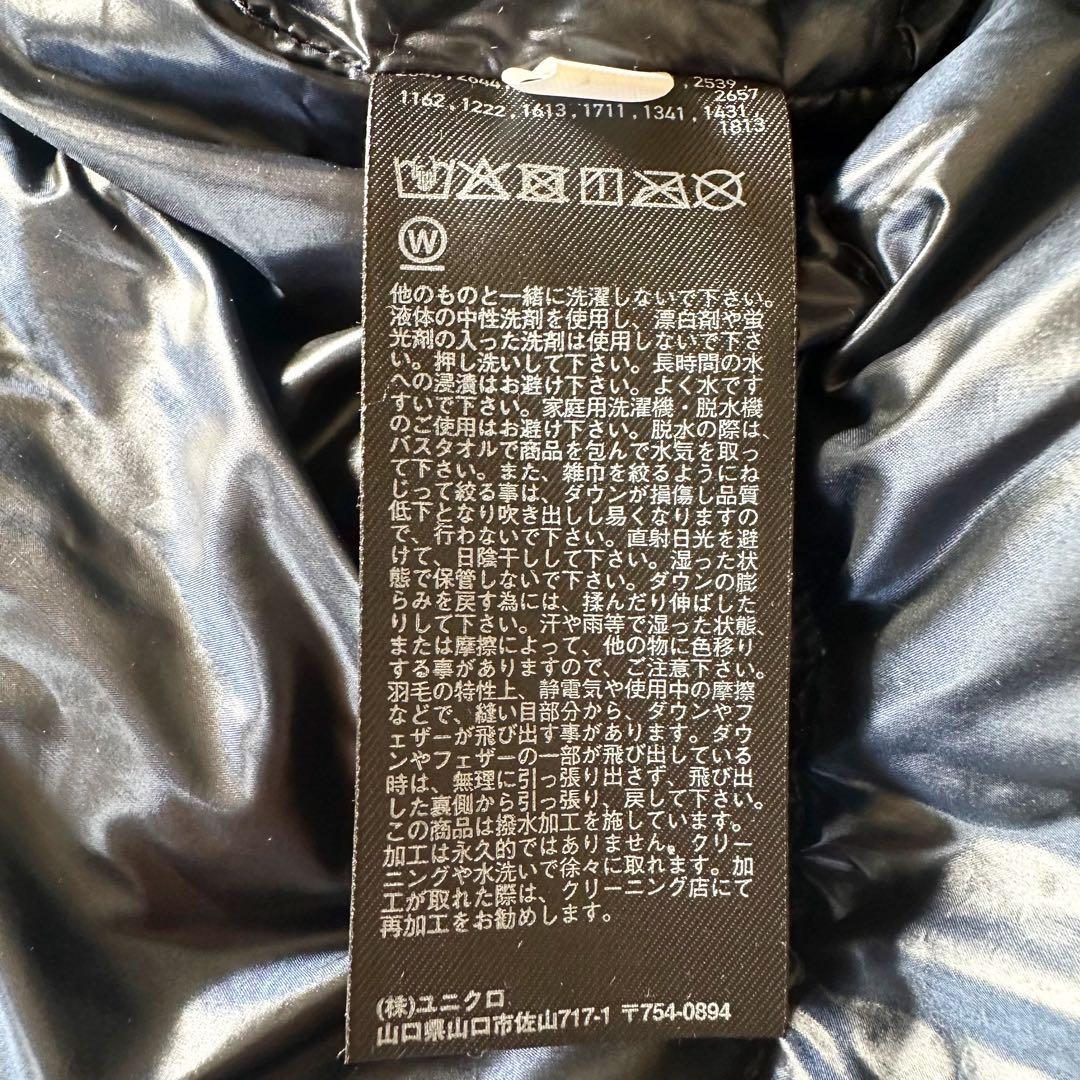 2539,
2657
1162,1222,1613,1711,1341,1431,
1813
W
他のものと一緒に洗濯しないで下さい。
液体の中性洗剤を使用し、漂白剤や蛍
光剤の入った洗剤は使用しないで下さ
い。押し洗いして下さい。長時間の水
への浸漬はお避け下さい。よく水です
すいで下さい。家庭用洗濯機・脱水機
のご使用はお避け下さい。脱水の際は、
バスタオルで商品を包んで水気を取っ
て下さい。また、雑巾を絞るようにね
じって絞る事は、ダウンが損傷し品質
低下となり吹き出しし易くなりますの
で、行わないで下さい。直射日光を避
けて、日陰干しして下さい。湿った状
態で保管しないで下さい。ダウンの膨
らみを戻す為には、揉んだり伸ばした
りして下さい。汗や雨等で湿った状態、
または摩擦によって、他の物に色移り
する事がありますので、ご注意下さい。
羽毛の特性上、静電気や使用中の摩擦
などで、縫い目部分から、ダウンやフ
ェザーが飛び出す事があります。ダウ
ンやフェザーの一部が飛び出している
時は、無理に引っ張り出さず、飛び出
した裏側から引っ張り、戻して下さい。
この商品は撥水加工を施しています。
加工は永久的ではありません。クリー
ニングや水洗いで徐々に取れます。加
工が取れた際は、クリーニング店にて
再加工をお勧めします。
(株)ユニクロ
山口県山口市佐山717-1 〒754-0894